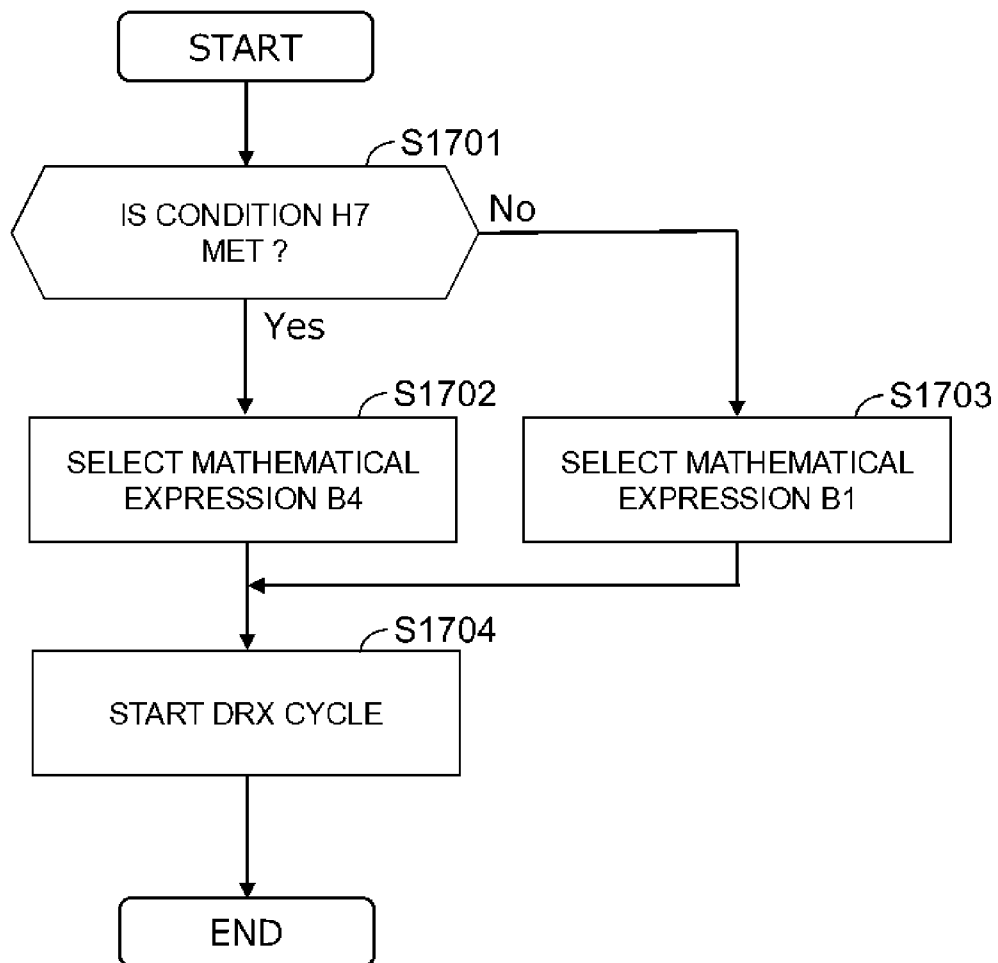 START
S1701
IS CONDITION H7
MET ?
No
Yes
S1702
SELECT MATHEMATICAL
EXPRESSION B4
S1703
SELECT MATHEMATICAL
EXPRESSION B1
S1704
START DRX CYCLE
END